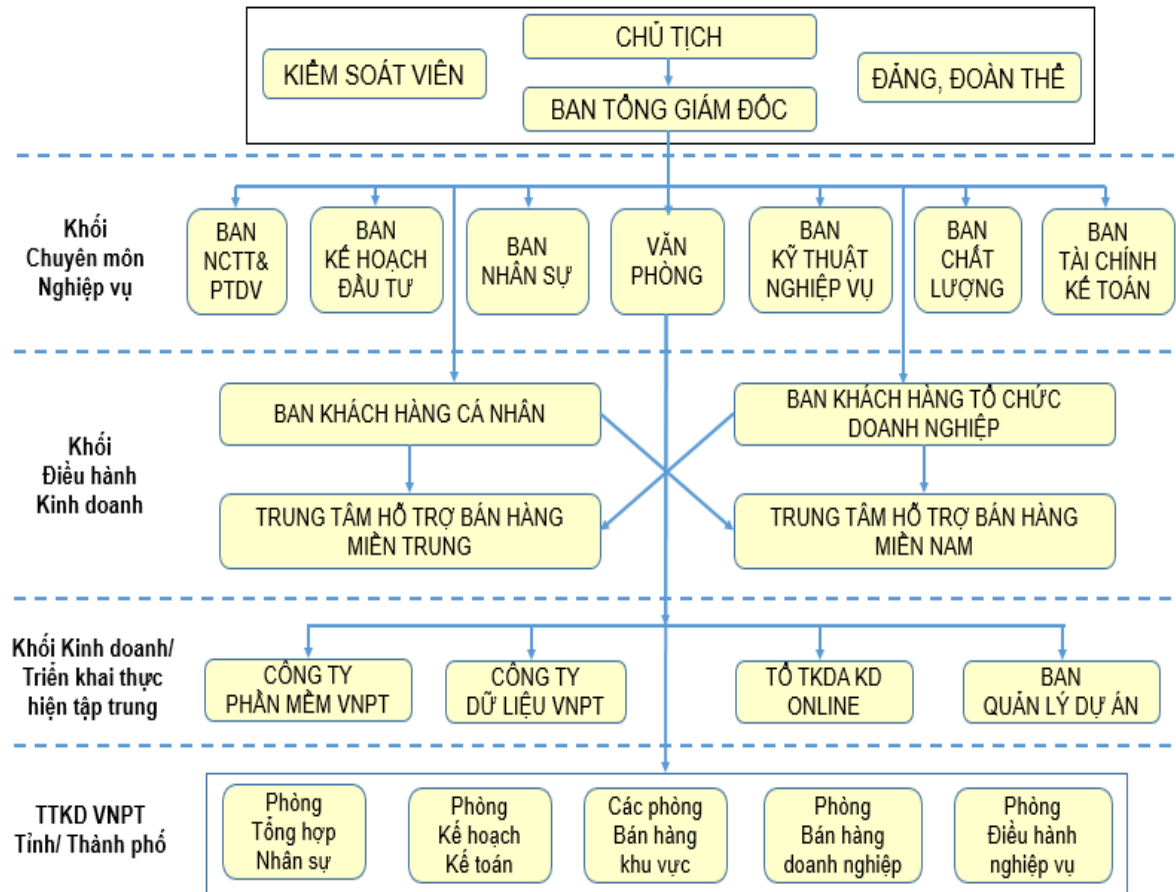 CHỦ TỊCH
KIỂM SOÁT VIÊN
ĐẢNG, ĐOÀN THỂ
BAN TỔNG GIÁM ĐỐC
Khối
Chuyên môn
Nghiệp vụ
BAN
NCTT&
PTDV
BAN
KẾ HOẠCH
ĐẦU TƯ
BAN
NHÂN SỰ
VĂN
PHÒNG
BAN
KỸ THUẬT
NGHIỆP VỤ
BAN
CHẤT
LƯỢNG
BAN
TÀI CHÍNH
KẾ TOÁN
Khối
Điều hành
Kinh doanh
BAN KHÁCH HÀNG CÁ NHÂN
BAN KHÁCH HÀNG TỔ CHỨC
DOANH NGHIỆP
TRUNG TÂM HỖ TRỢ BÁN HÀNG
MIỀN TRUNG
TRUNG TÂM HỖ TRỢ BÁN HÀNG
MIỀN NAM
Khối Kinh doanh/
Triển khai thực
hiện tập trung
CÔNG TY
PHẦN MỀM VNPT
CÔNG TY
DỮ LIỆU VNPT
TỔ TKDA KD
ONLINE
BAN
QUẢN LÝ DỰ ÁN
TTKD VNPT
Tỉnh/ Thành phố
Phòng
Tổng hợp
Nhân sự
Phòng
Kế hoạch
Kế toán
Các phòng
Bán hàng
khu vực
Phòng
Bán hàng
doanh nghiệp
Phòng
Điều hành
nghiệp vụ